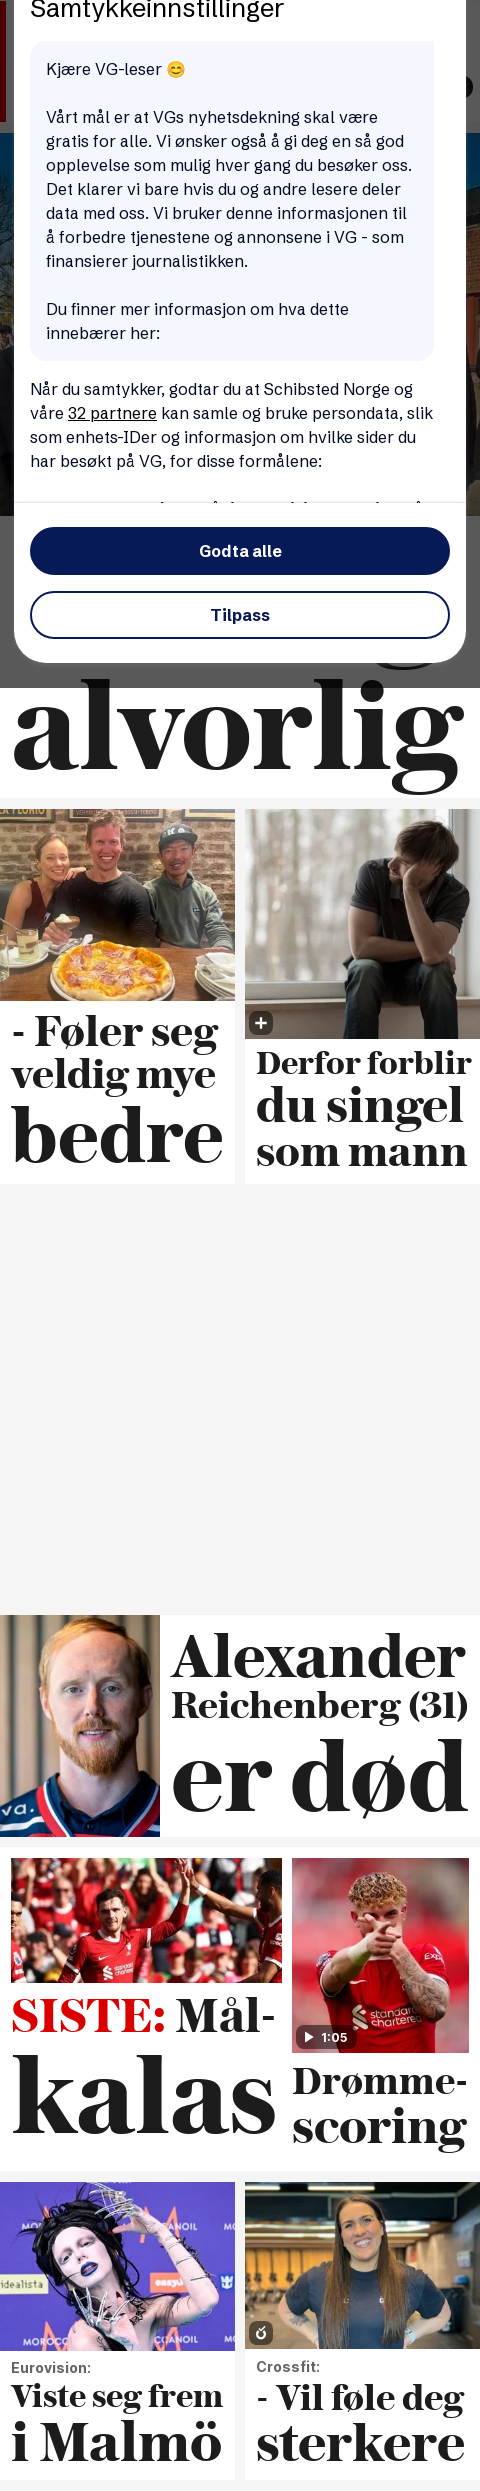 Samtykkeinnstillinger
Kjære VG-leser 😊
Vårt mål er at VGs nyhetsdekning skal være
gratis for alle. Vi ønsker også å gi deg en så god
opplevelse som mulig hver gang du besøker oss.
Det klarer vi bare hvis du og andre lesere deler
data med oss. Vi bruker denne informasjonen til
å forbedre tjenestene og annonsene i VG - som
finansierer journalistikken.
Du finner mer informasjon om hva dette
innebærer her:
Når du samtykker, godtar du at Schibsted Norge og
våre 32 partnere kan samle og bruke persondata, slik
som enhets-IDer og informasjon om hvilke sider du
har besøkt på VG, for disse formålene:
Godta alle
Tilpass
alvorlig
- Føler seg
veldig mye
bedre
Derfor forblir
du singel
som mann
Alexander
Reichenberg (31)
er død
va.
SISTE: Mål-
kalas
standard
chartered
1:05
Drømme-
scoring
idealista
MOROCCANOIL
easyJ
Eurovision:
Viste seg frem
i Malmö
Crossfit:
- Vil føle deg
sterkere